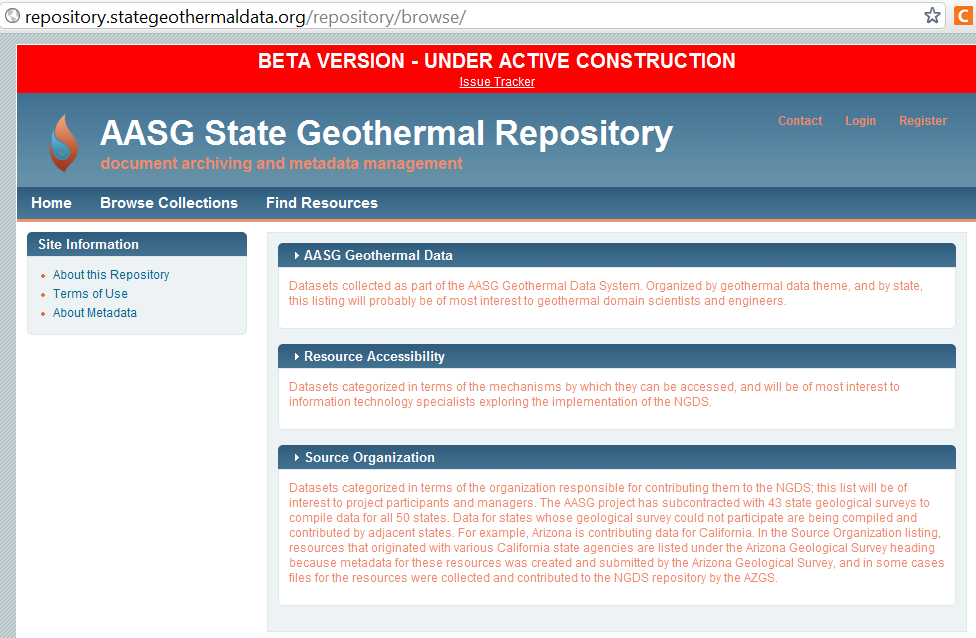 repository.stategeothermaldata.org/repository/browse/
C
BETA VERSION - UNDER ACTIVE CONSTRUCTION
Issue Tracker
AASG State Geothermal Repository
document archiving and metadata management
Contact Login Register
Home Browse Collections Find Resources
Site Information
About this Repository
Terms of Use
About Metadata
AASG Geothermal Data
Datasets collected as part of the AASG Geothermal Data System. Organized by geothermal data theme, and by state,
this listing will probably be of most interest to geothermal domain scientists and engineers.
Resource Accessibility
Datasets categorized in terms of the mechanisms by which they can be accessed, and will be of most interest to
information technology specialists exploring the implementation of the NGDS.
Source Organization
Datasets categorized in terms of the organization responsible for contributing them to the NGDS; this list will be of
interest to project participants and managers. The AASG project has subcontracted with 43 state geological surveys to
compile data for all 50 states. Data for states whose geological survey could not participate are being compiled and
contributed by adjacent states. For example, Arizona is contributing data for California. In the Source Organization listing,
resources that originated with various California state agencies are listed under the Arizona Geological Survey heading
because metadata for these resources was created and submitted by the Arizona Geological Survey, and in some cases
files for the resources were collected and contributed to the NGDS repository by the AZGS.